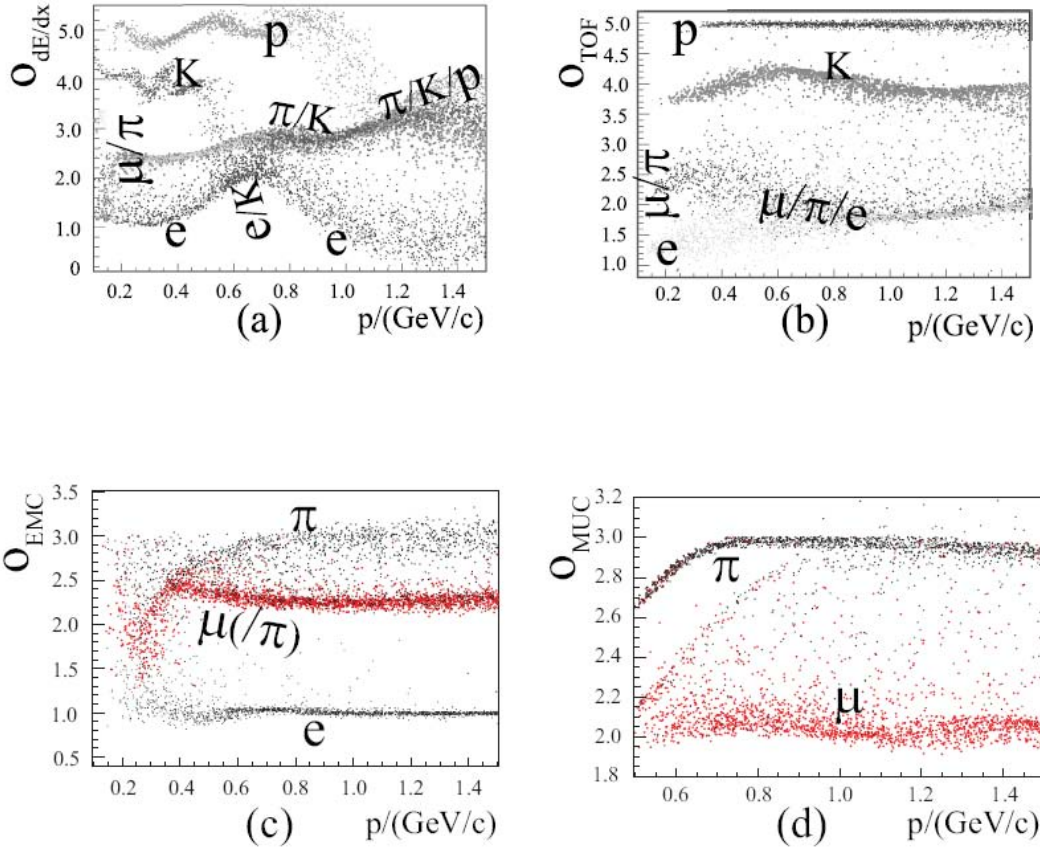 O_dE/dx
5.0
4.0
3.0
2.0
1.0
0
p
K
μ/π
π/K
π/K/p
e
e/K
e
0.2 0.4 0.6 0.8 1.0 1.2 1.4
(a) p/(GeV/c)
O_TOF
5.0
4.5
4.0
3.5
3.0
2.5
2.0
1.5
1.0
p
K
μ/π
μ/π/e
e
0.2 0.4 0.6 0.8 1.0 1.2 1.4
(b) p/(GeV/c)
O_EMC
3.5
3.0
2.5
2.0
1.5
1.0
0.5
π
μ(/π)
e
0.2 0.4 0.6 0.8 1.0 1.2 1.4
(c) p/(GeV/c)
O_MUC
3.2
3.0
2.8
2.6
2.4
2.2
2.0
1.8
π
μ
0.6 0.8 1.0 1.2 1.4
(d) p/(GeV/c)